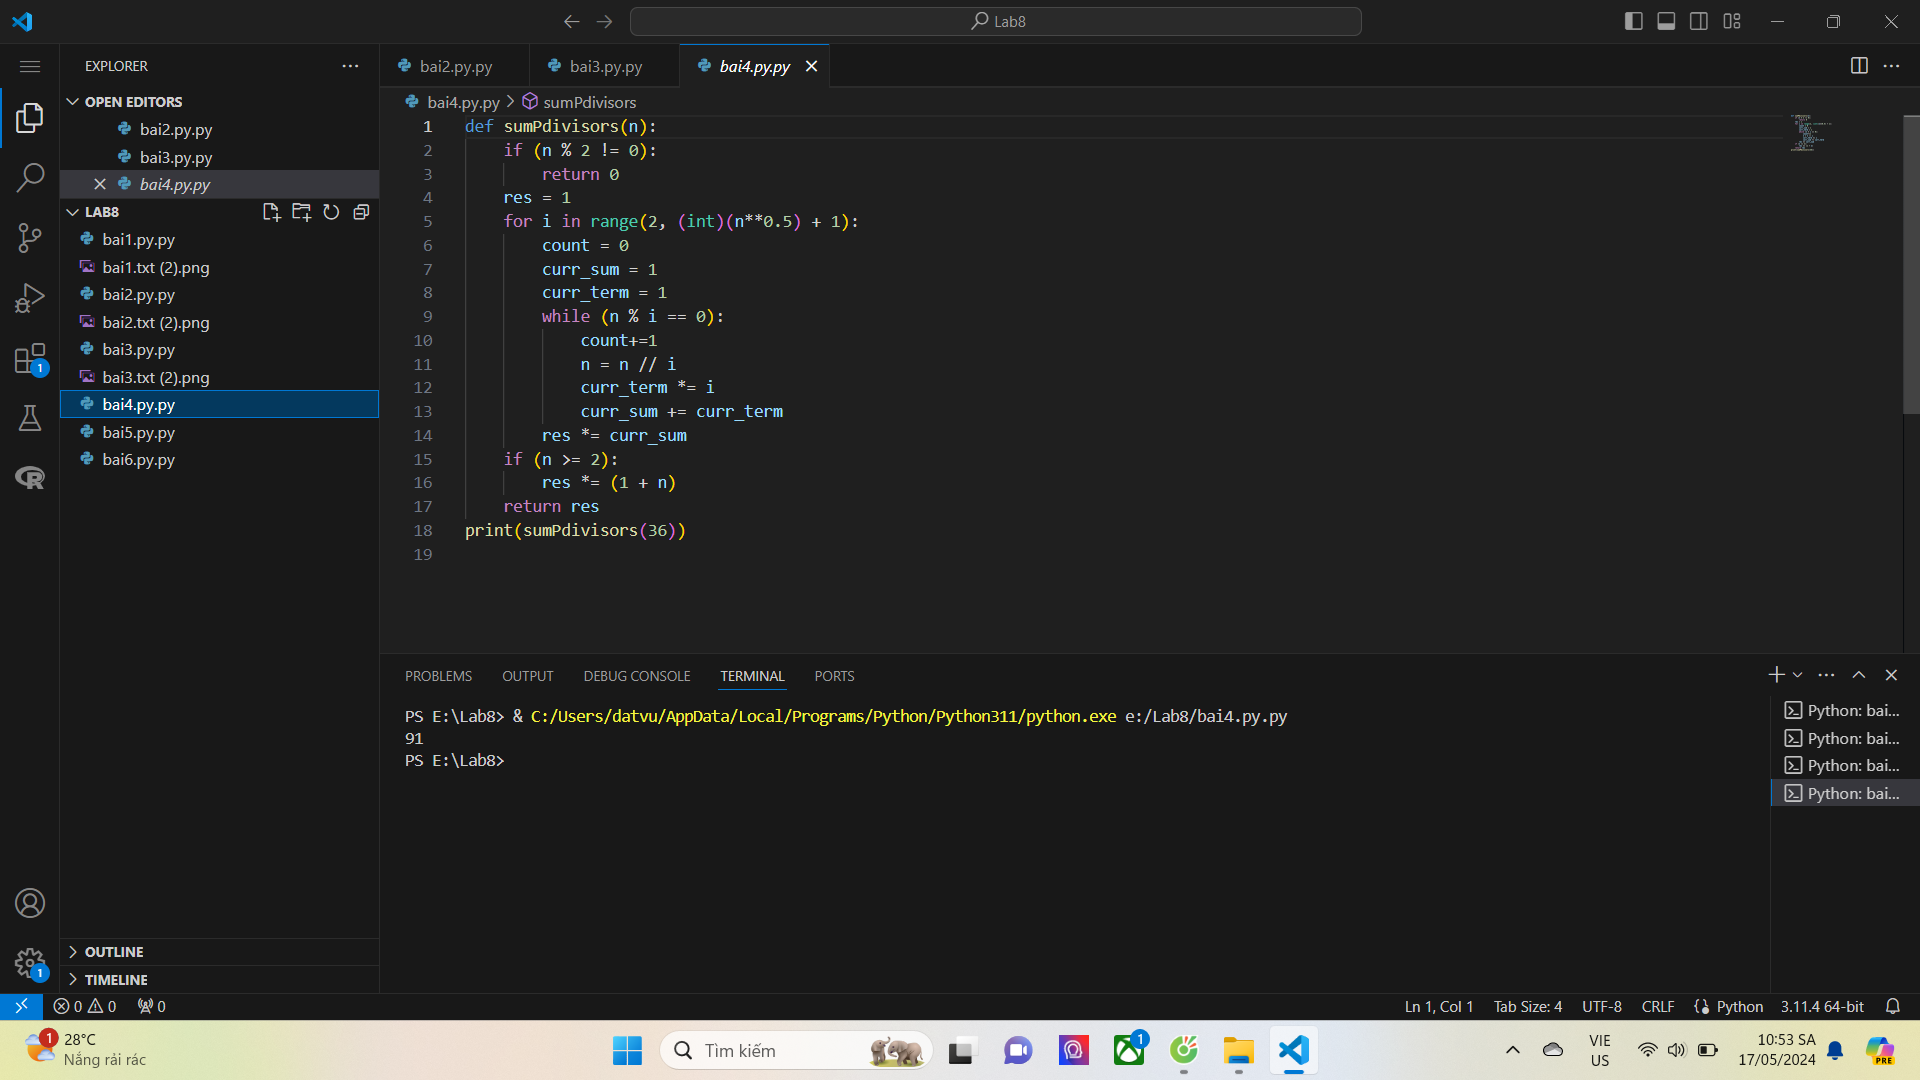 Lab8
EXPLORER
OPEN EDITORS
bai2.py.py
bai3.py.py
bai4.py.py
LAB8
bai1.py.py
bai1.txt (2).png
bai2.py.py
bai2.txt (2).png
bai3.py.py
bai3.txt (2).png
bai4.py.py
bai5.py.py
bai6.py.py
OUTLINE
TIMELINE
1
1
bai2.py.py bai3.py.py bai4.py.py
bai4.py.py > sumPdivisors
1 def sumPdivisors(n):
2     if (n % 2 != 0):
3         return 0
4     res = 1
5     for i in range(2, (int)(n**0.5) + 1):
6         count = 0
7         curr_sum = 1
8         curr_term = 1
9         while (n % i == 0):
10             count+=1
11             n = n // i
12             curr_term *= i
13             curr_sum += curr_term
14         res *= curr_sum
15     if (n >= 2):
16         res *= (1 + n)
17     return res
18 print(sumPdivisors(36))
19
PROBLEMS OUTPUT DEBUG CONSOLE TERMINAL PORTS
PS E:\Lab8> & C:/Users/datvu/AppData/Local/Programs/Python/Python311/python.exe e:/Lab8/bai4.py.py
91
PS E:\Lab8>
Python: bai...
Python: bai...
Python: bai...
Python: bai...
0 0 0 Ln 1, Col 1 Tab Size: 4 UTF-8 CRLF Python 3.11.4 64-bit
1 28°C
Nắng rải rác
Tìm kiếm
1
VIE
US
10:53 SA
17/05/2024
PRE